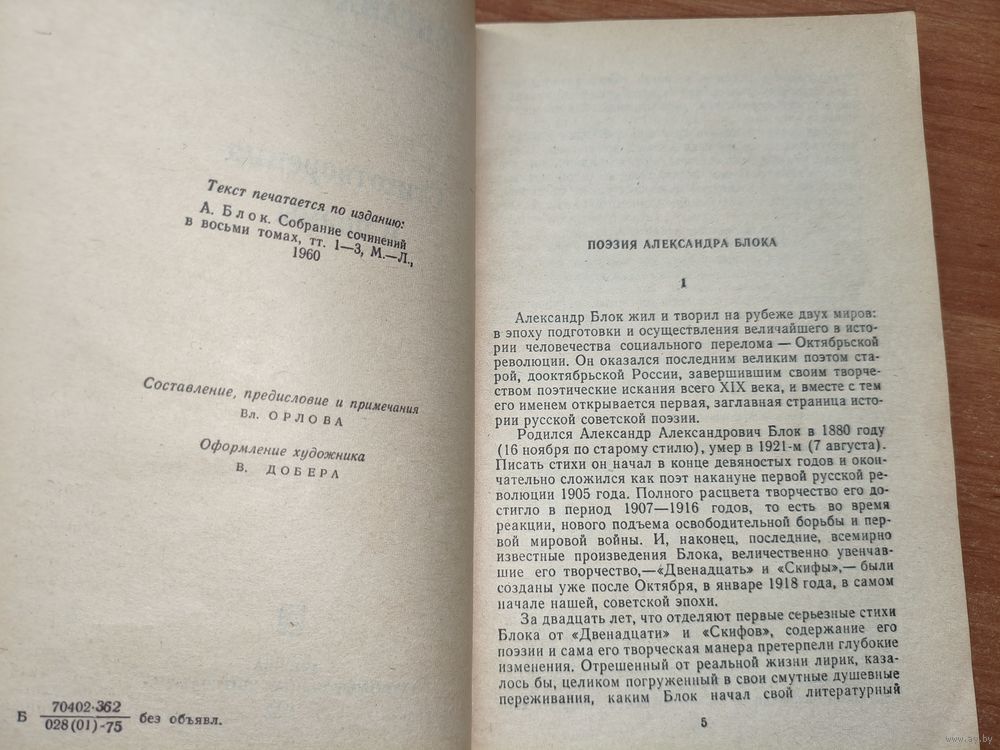 Текст печатается по изданию:
А. Блок. Собрание сочинений
в восьми томах, тт. 1—3, М.—Л.,
1960
Составление, предисловие и примечания
Вл. ОРЛОВА
Оформление художника
В. ДОБЕРА
Б 70402-362
028(01)-75 без объявл.
ПОЭЗИЯ АЛЕКСАНДРА БЛОКА
1
Александр Блок жил и творил на рубеже двух миров:
в эпоху подготовки и осуществления величайшего в исто-
рии человечества социального перелома — Октябрьской
революции. Он оказался последним великим поэтом ста-
рой, дооктябрьской России, завершившим своим творче-
ством поэтические искания всего XIX века, и вместе с тем
его именем открывается первая, заглавная страница исто-
рии русской советской поэзии.
Родился Александр Александрович Блок в 1880 году
(16 ноября по старому стилю), умер в 1921-м (7 августа).
Писать стихи он начал в конце девяностых годов и окон-
чательно сложился как поэт накануне первой русской ре-
волюции 1905 года. Полного расцвета творчество его до-
стигло в период 1907—1916 годов, то есть во время
реакции, нового подъема освободительной борьбы и пер-
вой мировой войны. И, наконец, последние, всемирно
известные произведения Блока, величественно увенчав-
шие его творчество,—«Двенадцать» и «Скифы»,— были
созданы уже после Октября, в январе 1918 года, в самом
начале нашей, советской эпохи.
За двадцать лет, что отделяют первые серьезные стихи
Блока от «Двенадцати» и «Скифов», содержание его
поэзии и сама его творческая манера претерпели глубокие
изменения. Отрешенный от реальной жизни лирик, каза-
лось бы, целиком погруженный в свои смутные душевные
переживания, каким Блок начал свой литературный
5
www.ay.by